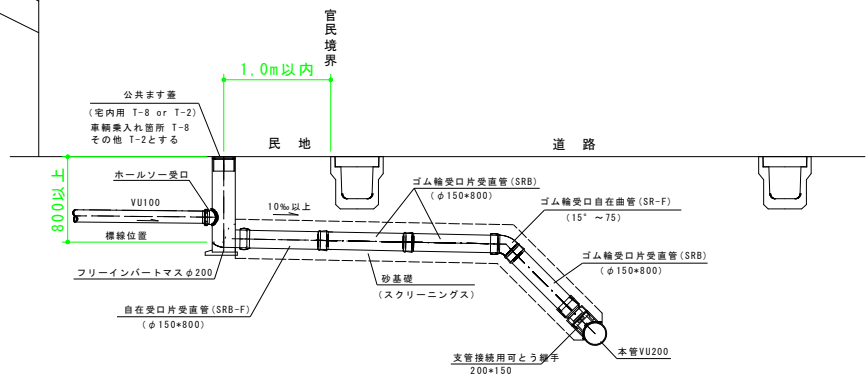 官民境界
1.0m以内
公共ます蓋
(宅内用 T-8 or T-2)
車輌乗入れ箇所 T-8
その他 T-2とする
民 地
道 路
800以上
ホールソー受口
VU100
標線位置
10‰以上
ゴム輪受口片受直管(SRB)
(φ150*800)
ゴム輪受口自在曲管(SR-F)
(15°~75)
ゴム輪受口片受直管(SRB)
(φ150*800)
フリーインバートマスφ200
砂基礎
(スクリーニングス)
自在受口片受直管(SRB-F)
(φ150*800)
支管接続用可とう継手
200*150
本管VU200